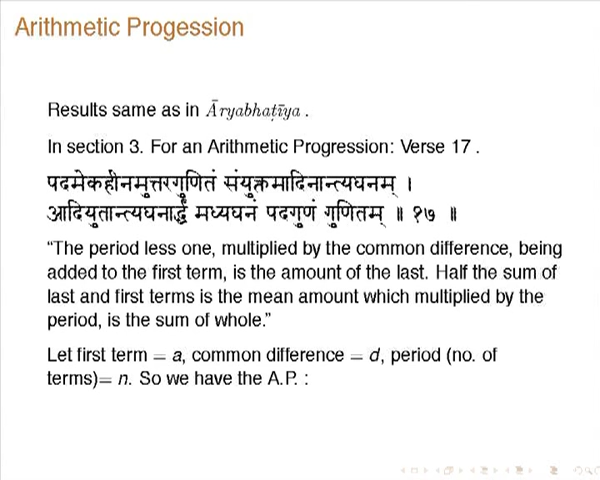 Arithmetic Progession
Results same as in Āryabhaṭīya .
In section 3. For an Arithmetic Progression: Verse 17 .
पदमेकहीनमुत्तरगुणितं संयुक्तमादिनान्त्यघनम् ।
आदियुतान्त्यघनार्द्धं मध्यघनं पदगुणं गुणितम् ॥ १७ ॥
“The period less one, multiplied by the common difference, being
added to the first term, is the amount of the last. Half the sum of
last and first terms is the mean amount which multiplied by the
period, is the sum of whole.”
Let first term = a, common difference = d, period (no. of
terms)= n. So we have the A.P. :